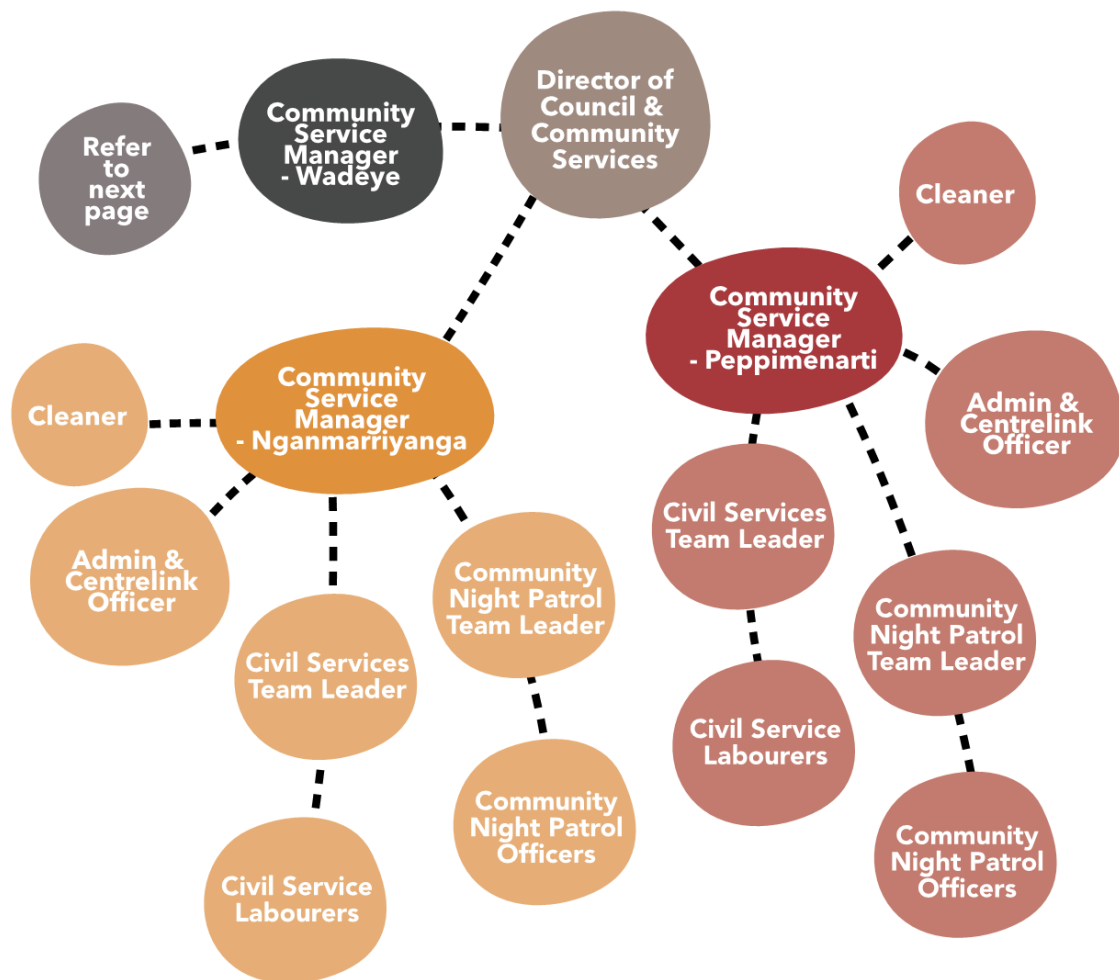 Director of
Council &
Community
Services
Community
Service
Manager
- Wadeye
Refer
to
next
page
Cleaner
Community
Service
Manager
- Peppimenarti
Admin &
Centrelink
Officer
Civil Services
Team Leader
Civil Service
Labourers
Community
Night Patrol
Team Leader
Community
Night Patrol
Officers
Community
Service
Manager
- Nganmarriyanga
Cleaner
Admin &
Centrelink
Officer
Civil Services
Team Leader
Civil Service
Labourers
Community
Night Patrol
Team Leader
Community
Night Patrol
Officers